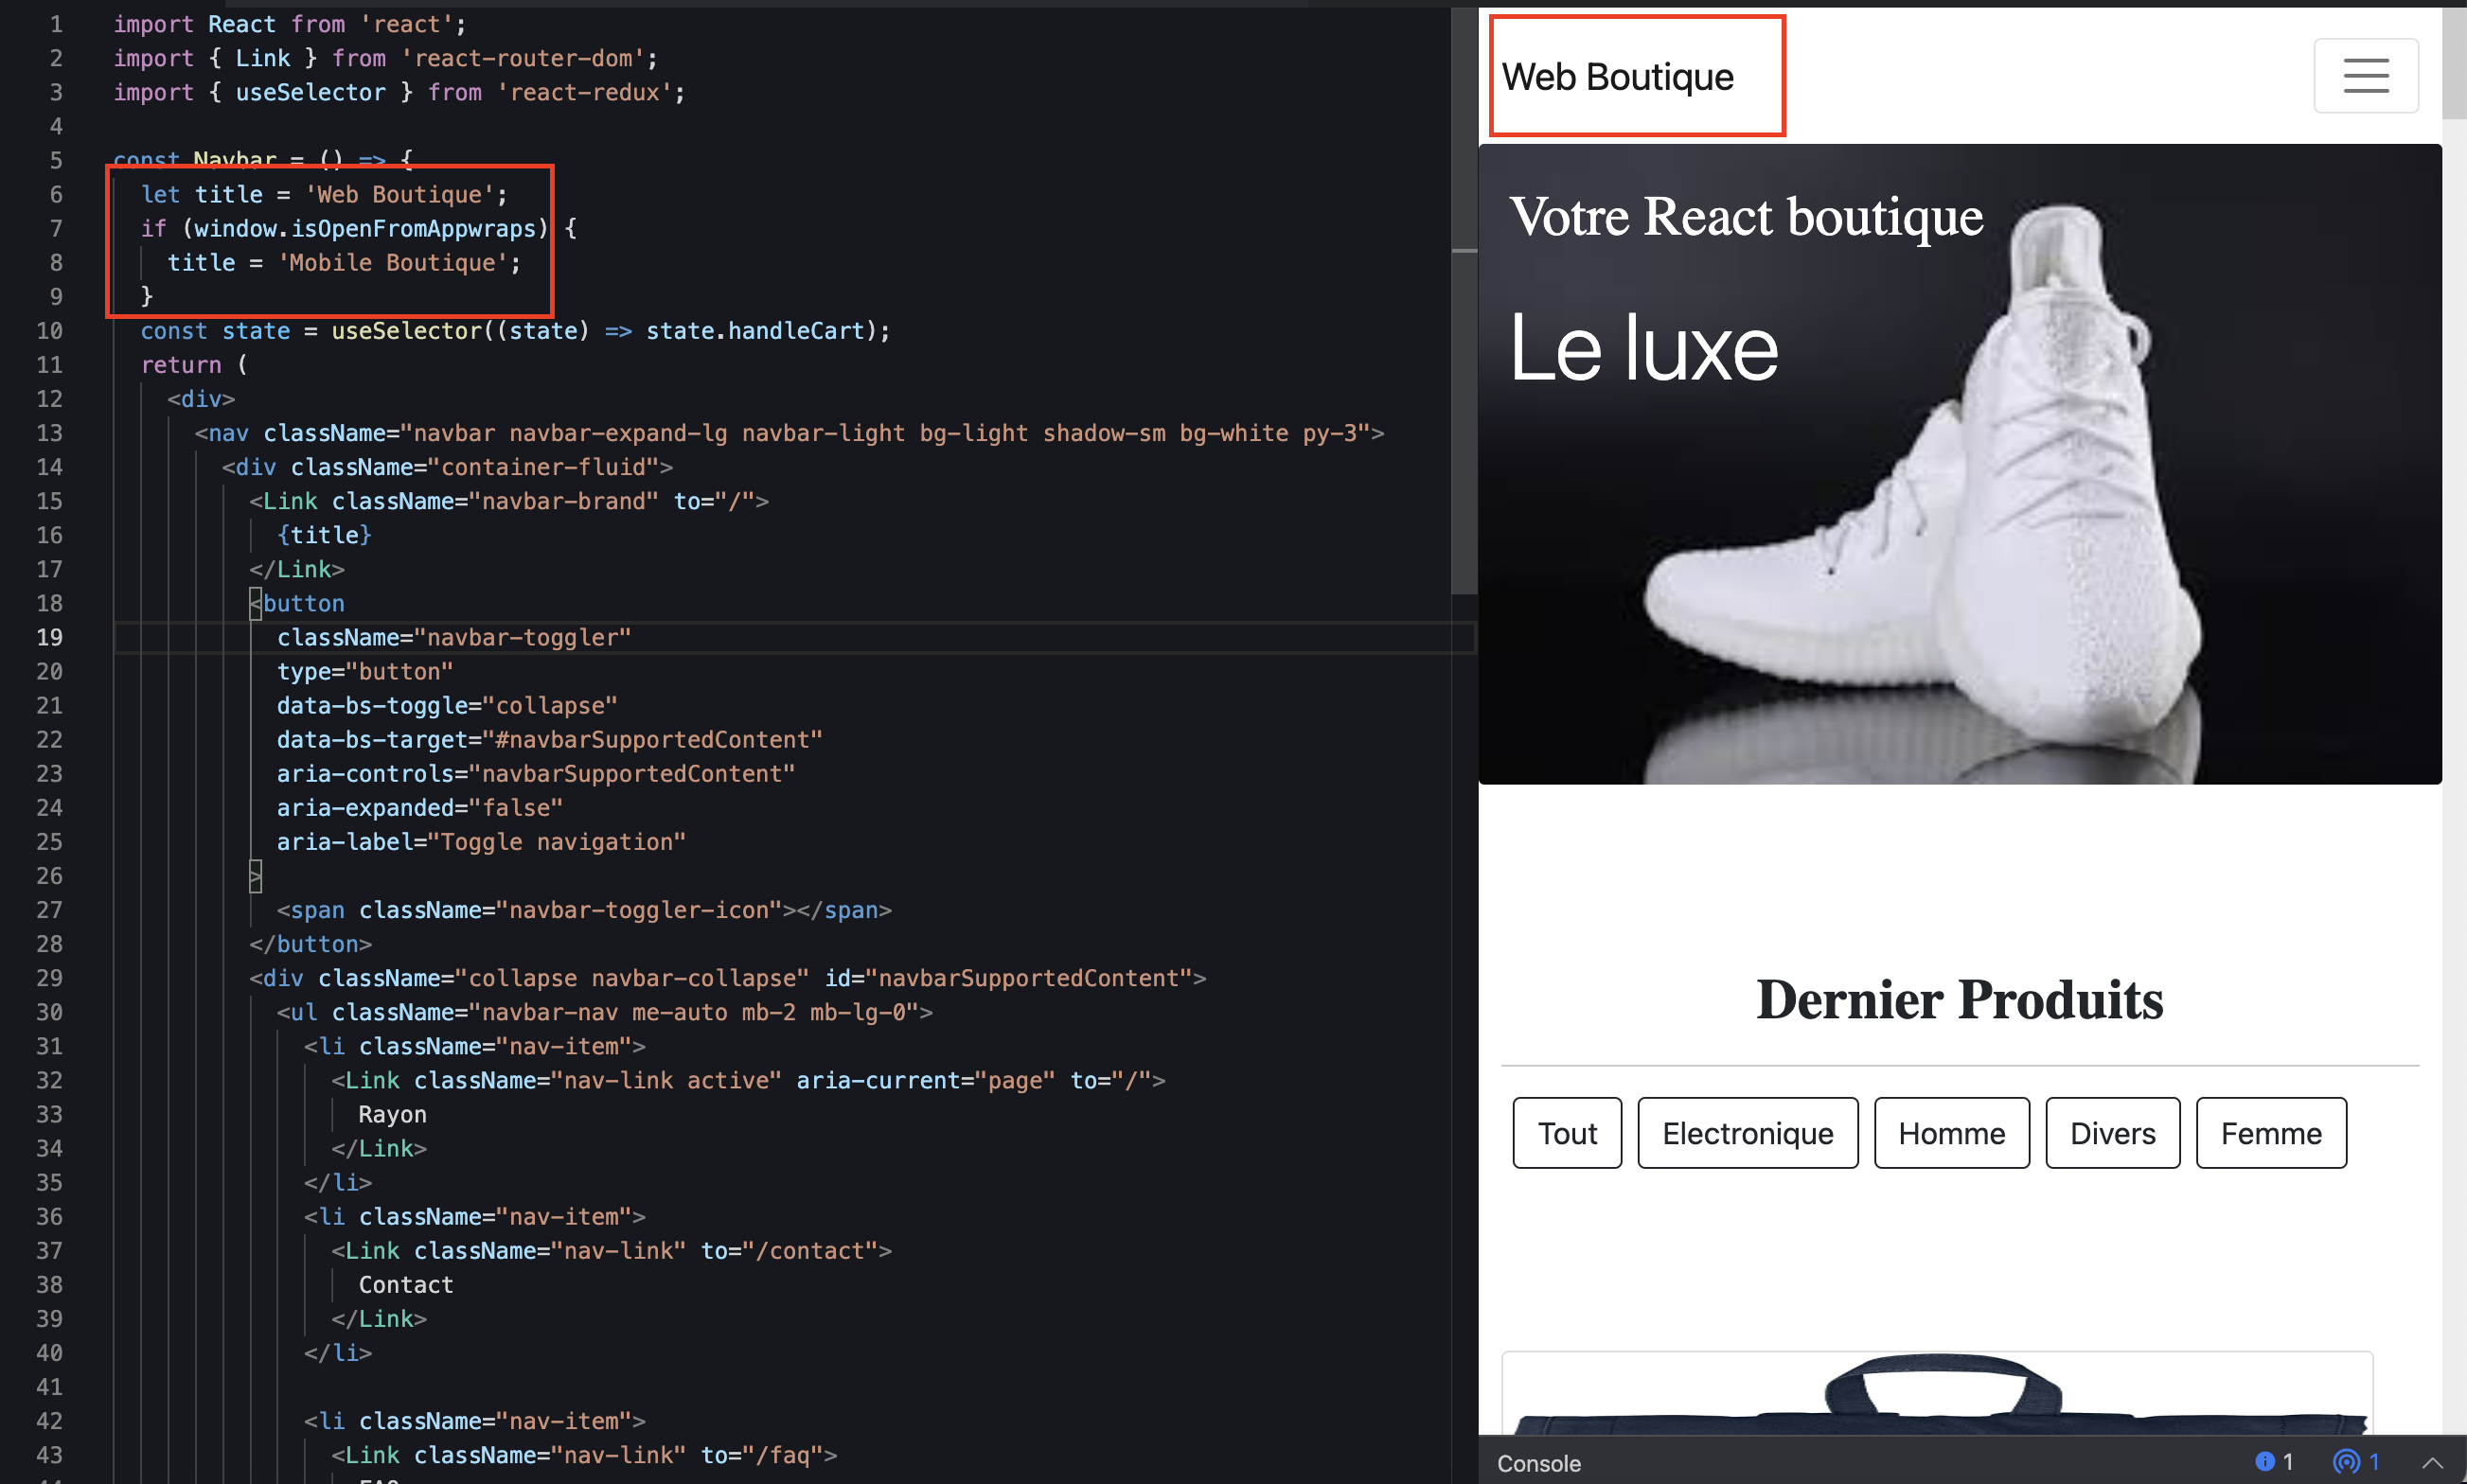 1 import React from 'react';
2 import { Link } from 'react-router-dom';
3 import { useSelector } from 'react-redux';
4
5 const Navbar = () => {
6 let title = 'Web Boutique';
7 if (window.isOpenFromAppwraps) {
8 title = 'Mobile Boutique';
9 }
10 const state = useSelector((state) => state.handleCart);
11 return (
12 <div>
13 <nav className="navbar navbar-expand-lg navbar-light bg-light shadow-sm bg-white py-3">
14 <div className="container-fluid">
15 <Link className="navbar-brand" to="/">
16 {title}
17 </Link>
18 <button
19 className="navbar-toggler"
20 type="button"
21 data-bs-toggle="collapse"
22 data-bs-target="#navbarSupportedContent"
23 aria-controls="navbarSupportedContent"
24 aria-expanded="false"
25 aria-label="Toggle navigation"
26 >
27 <span className="navbar-toggler-icon"></span>
28 </button>
29 <div className="collapse navbar-collapse" id="navbarSupportedContent">
30 <ul className="navbar-nav me-auto mb-2 mb-lg-0">
31 <li className="nav-item">
32 <Link className="nav-link active" aria-current="page" to="/">
33 Rayon
34 </Link>
35 </li>
36 <li className="nav-item">
37 <Link className="nav-link" to="/contact">
38 Contact
39 </Link>
40 </li>
41
42 <li className="nav-item">
43 <Link className="nav-link" to="/faq">
Web Boutique
Votre React boutique
Le luxe
Dernier Produits
Tout Electronique Homme Divers Femme
Console 1 1